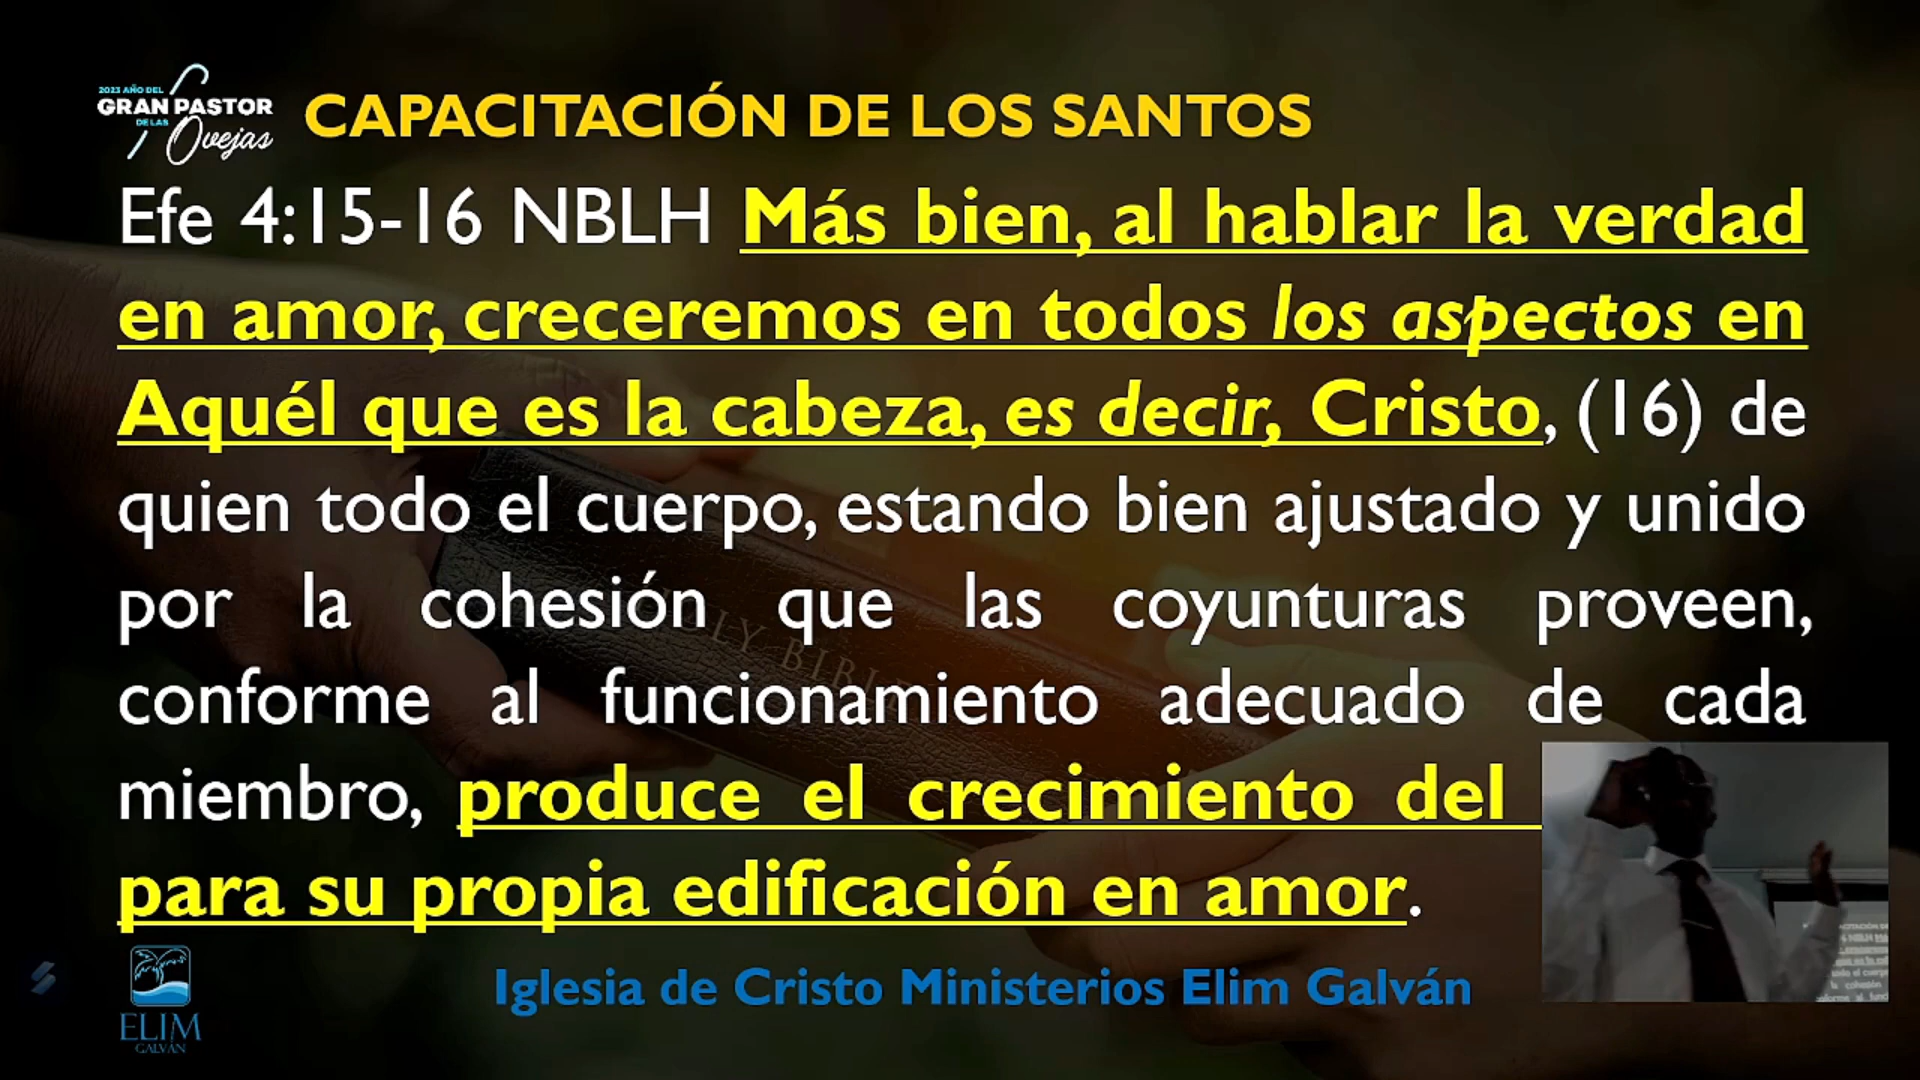 2023 AÑO DEL
GRAN PASTOR
DE LAS
Ovejas
CAPACITACIÓN DE LOS SANTOS
Efe 4:15-16 NBLH Más bien, al hablar la verdad
en amor, creceremos en todos los aspectos en
Aquél que es la cabeza, es decir, Cristo, (16) de
quien todo el cuerpo, estando bien ajustado y unido
por la cohesión que las coyunturas proveen,
conforme al funcionamiento adecuado de cada
miembro, produce el crecimiento del
para su propia edificación en amor.
HOLY BIBLE
Iglesia de Cristo Ministerios Elim Galván
ELIM
GALVÁN